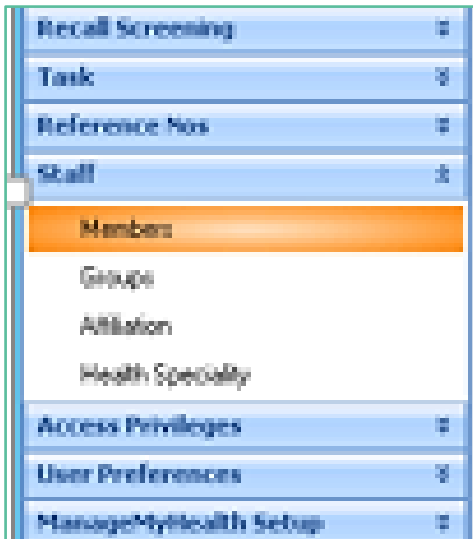 Recall Screening
Task
Reference Nos
Staff
Members
Groups
Affiliation
Health Speciality
Access Privileges
User Preferences
ManageMyHealth Setup